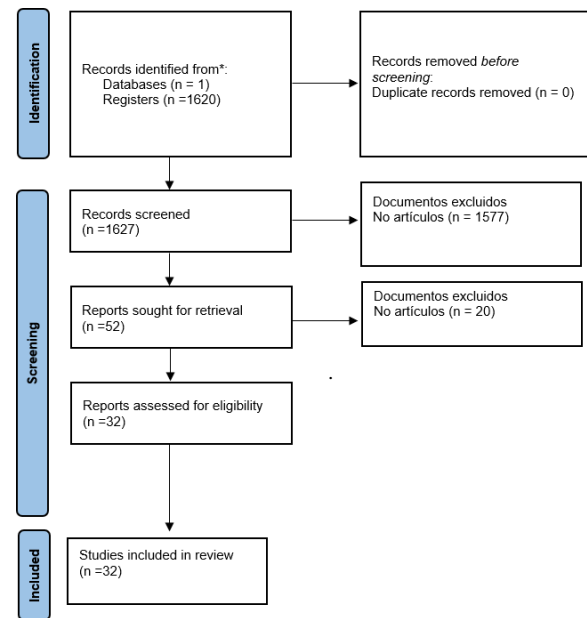 Identification
Records identified from*:
Databases (n = 1)
Registers (n =1620)
Records removed before
screening:
Duplicate records removed (n = 0)
Screening
Records screened
(n =1627)
Documentos excluidos
No artículos (n = 1577)
Reports sought for retrieval
(n =52)
Documentos excluidos
No artículos (n = 20)
Reports assessed for eligibility
(n =32)
Included
Studies included in review
(n =32)